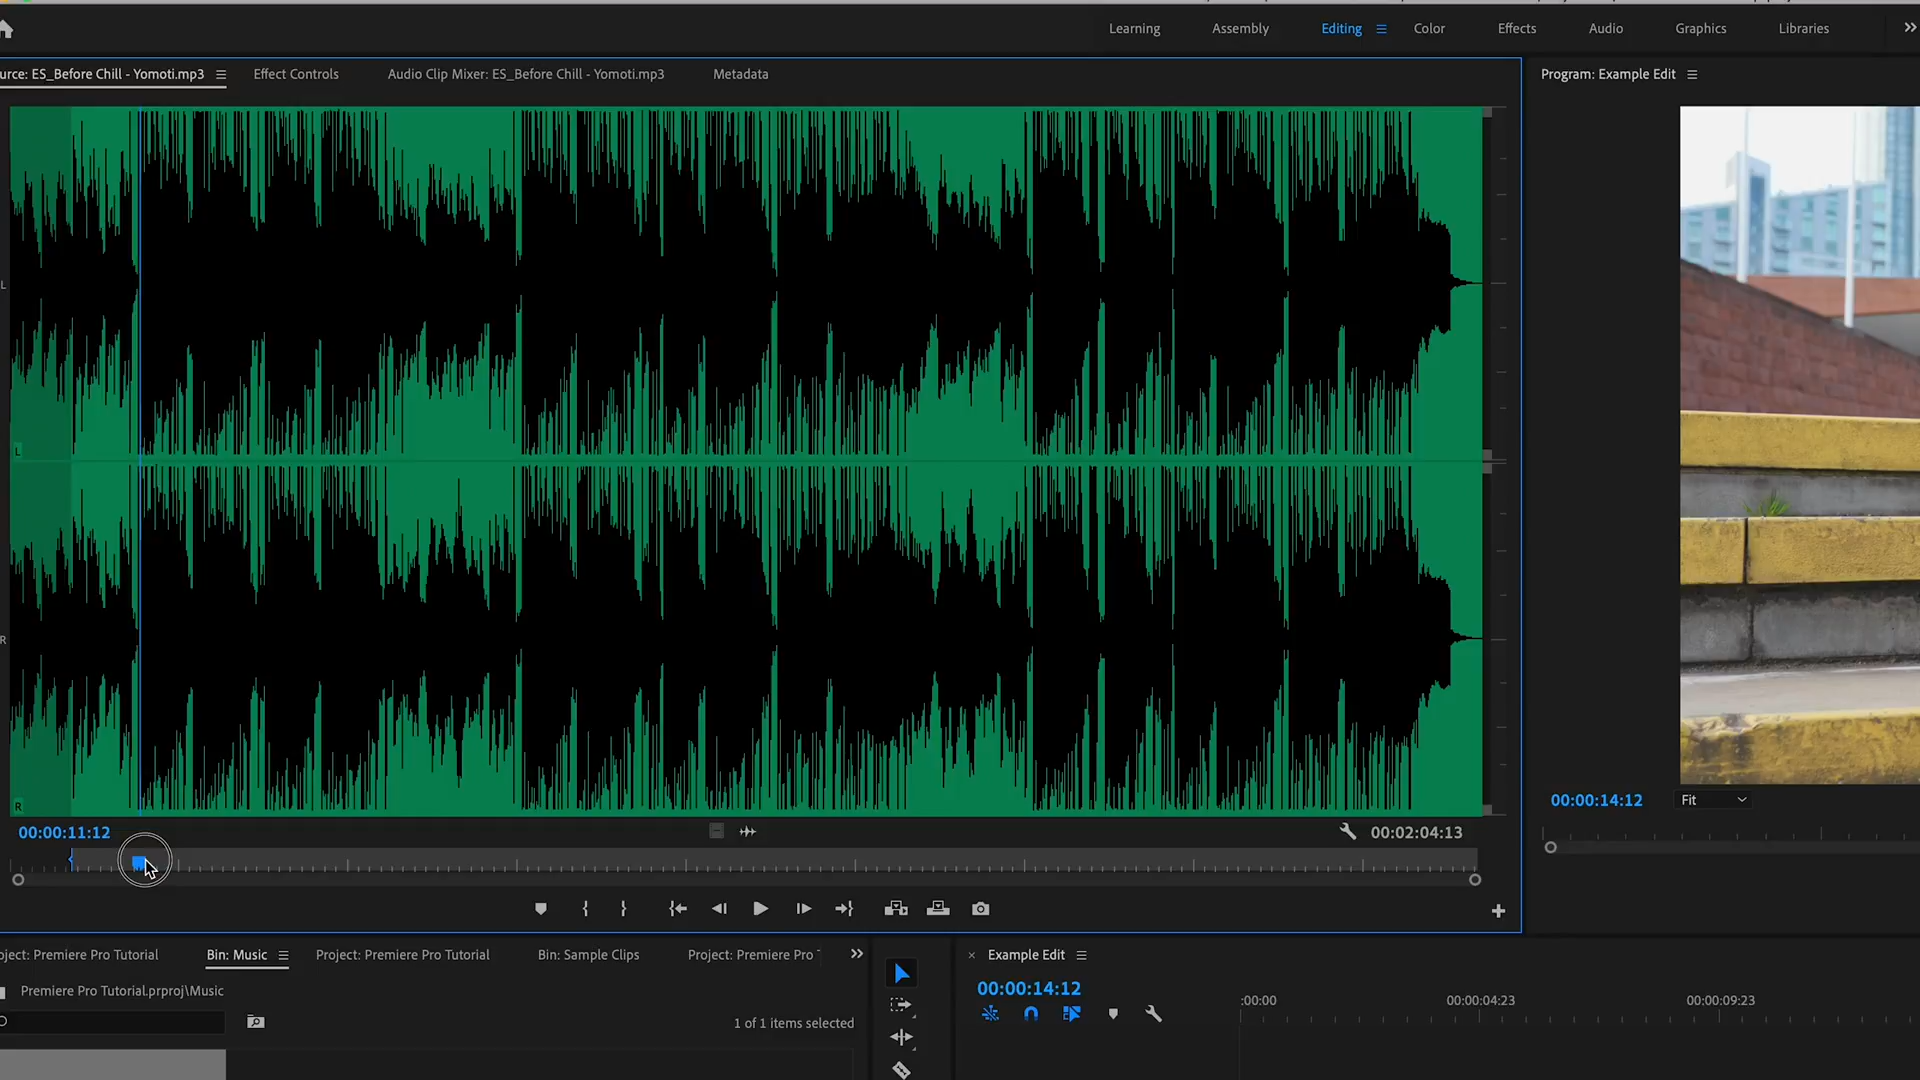 Learning Assembly Editing Color Effects Audio Graphics Libraries
urce: ES_Before Chill - Yomoti.mp3 Effect Controls Audio Clip Mixer: ES_Before Chill - Yomoti.mp3 Metadata Program: Example Edit
L
L
R
R
00:00:14:12 Fit
00:00:11:12 00:02:04:13
oject: Premiere Pro Tutorial Bin: Music Project: Premiere Pro Tutorial Bin: Sample Clips Project: Premiere Pro Example Edit
Premiere Pro Tutorial.prproj\Music 00:00:14:12
:00:00 00:00:04:23 00:00:09:23
1 of 1 items selected